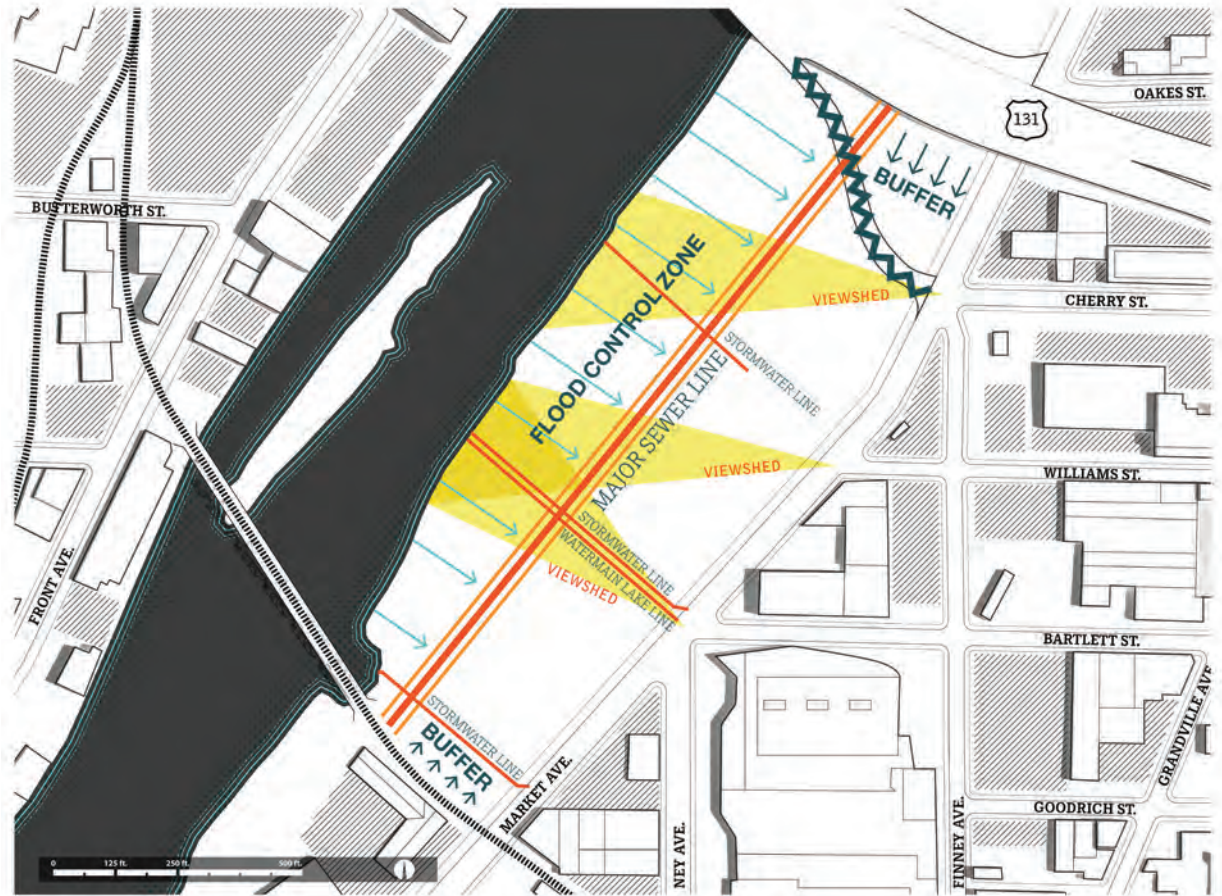 OAKES ST.
131
BUFFER
BUTTERWORTH ST.
FLOOD CONTROL ZONE
VIEWSHED
CHERRY ST.
STORMWATER LINE
MAJOR SEWER LINE
VIEWSHED
WILLIAMS ST.
STORMWATER LINE
WATERMAIN LAKE LINE
VIEWSHED
FRONT AVE.
7
BARTLETT ST.
STORMWATER LINE
BUFFER
MARKET AVE.
GRANDVILLE AVE
GOODRICH ST.
NEY AVE.
FINNEY AVE.
0 125 ft. 250 ft. 500 ft.